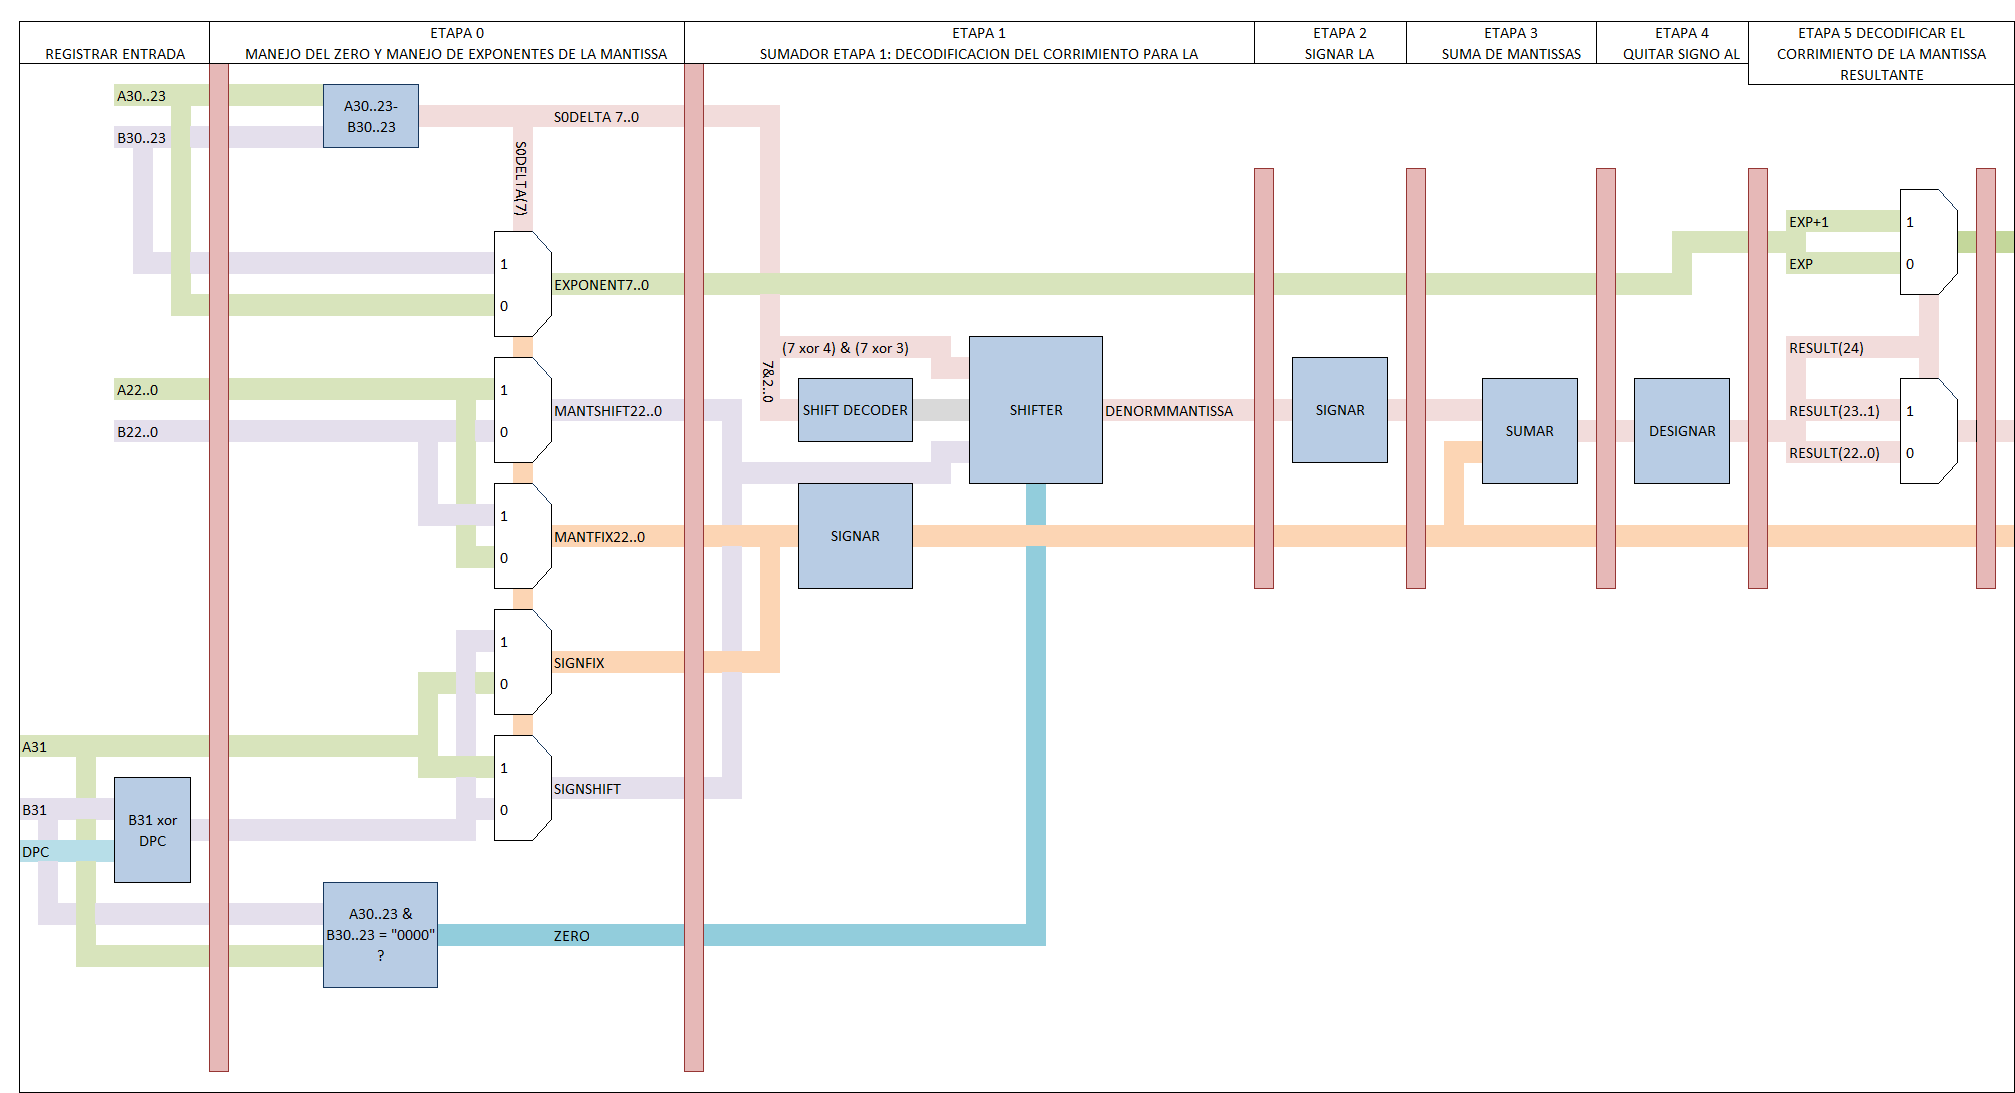 REGISTRAR ENTRADA
ETAPA 0
MANEJO DEL ZERO Y MANEJO DE EXPONENTES DE LA MANTISSA
ETAPA 1
SUMADOR ETAPA 1: DECODIFICACION DEL CORRIMIENTO PARA LA
ETAPA 2
SIGNAR LA
ETAPA 3
SUMA DE MANTISSAS
ETAPA 4
QUITAR SIGNO AL
ETAPA 5 DECODIFICAR EL
CORRIMIENTO DE LA MANTISSA
RESULTANTE
A30..23
B30..23
A30..23-
B30..23
S0DELTA 7..0
S0DELTA(7)
1
0
EXPONENT7..0
EXP+1
EXP
1
0
A22..0
B22..0
1
0
MANTSHIFT22..0
(7 xor 4) & (7 xor 3)
7&2..0
SHIFT DECODER
SHIFTER
DENORMMANTISSA
SIGNAR
SUMAR
DESIGNAR
RESULT(24)
RESULT(23..1)
RESULT(22..0)
1
0
1
0
MANTFIX22..0
SIGNAR
1
0
SIGNFIX
A31
B31
DPC
B31 xor
DPC
1
0
SIGNSHIFT
A30..23 &
B30..23 = "0000"
?
ZERO